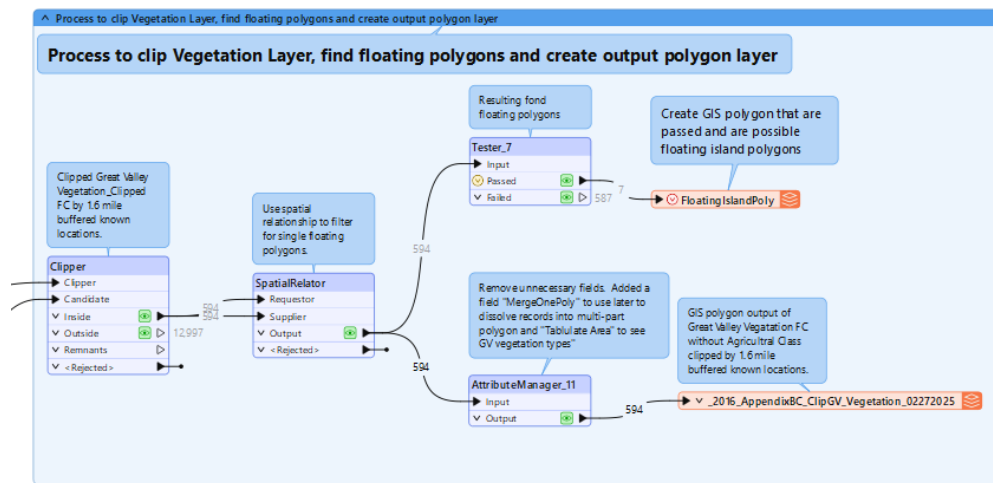 Process to clip Vegetation Layer, find floating polygons and create output polygon layer
Process to clip Vegetation Layer, find floating polygons and create output polygon layer
Resulting fond
floating polygons
Create GIS polygon that are
passed and are possible
floating island polygons
Tester_7
Input
Passed
Failed
7
587
FloatingIslandPoly
Clipped Great Valley
Vegetation_Clipped
FC by 1.6 mile
buffered known
locations.
Use spatial
relationship to filter
for single floating
polygons.
594
Clipper
Clipper
Candidate
Inside
Outside
Remnants
<Rejected>
594
594
12,997
SpatialRelator
Requestor
Supplier
Output
<Rejected>
594
Remove unnecessary fields. Added a
field "MergeOnePoly" to use later to
dissolve records into multi-part
polygon and "Tablulate Area" to see
GV vegetation types"
GIS polygon output of
Great Valley Vegatation FC
without Agricultral Class
clipped by 1.6 mile
buffered known locations.
AttributeManager_11
Input
Output
594
_2016_AppendixBC_ClipGV_Vegetation_02272025